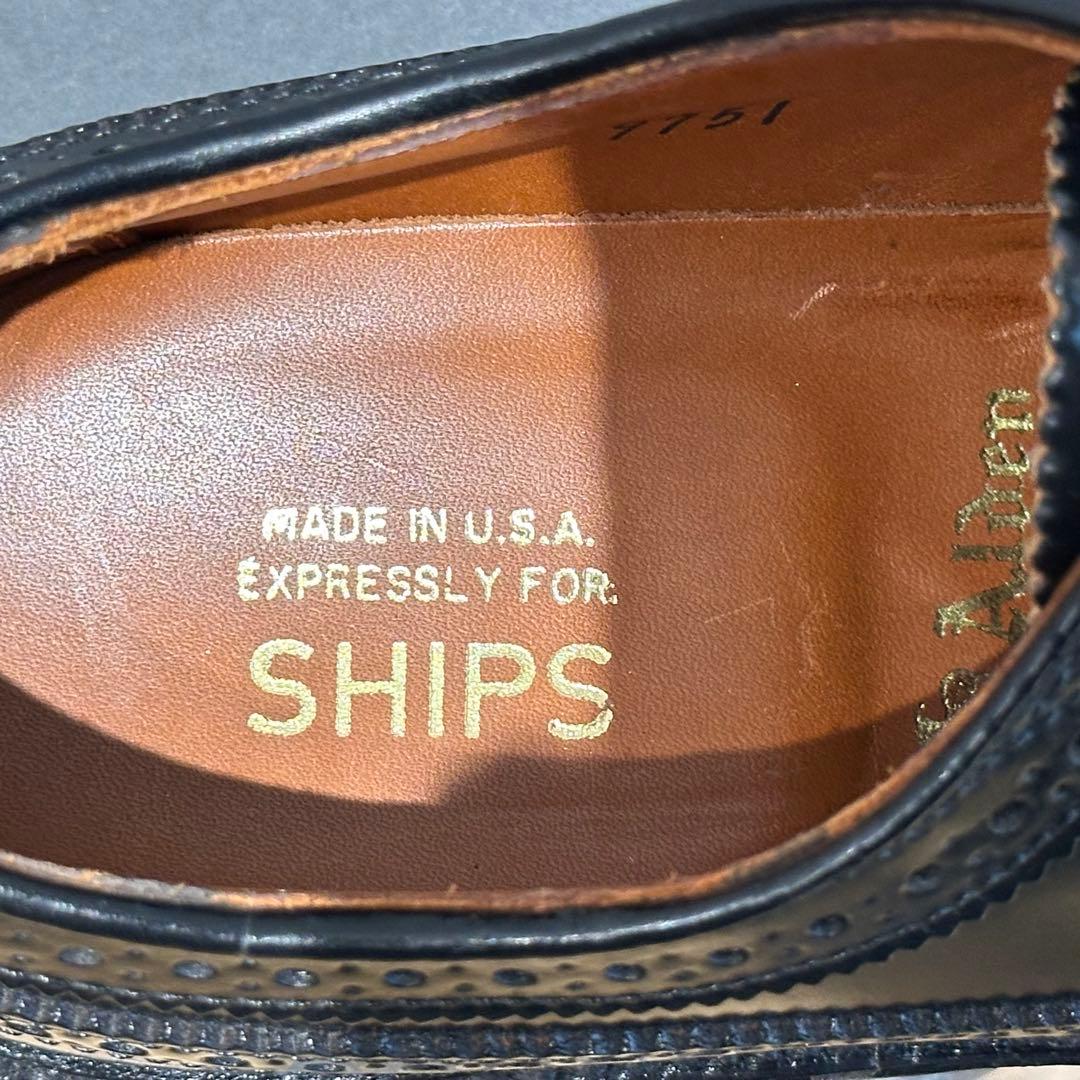 7751
MADE IN U.S.A.
EXPRESSLY FOR:
SHIPS
Alden